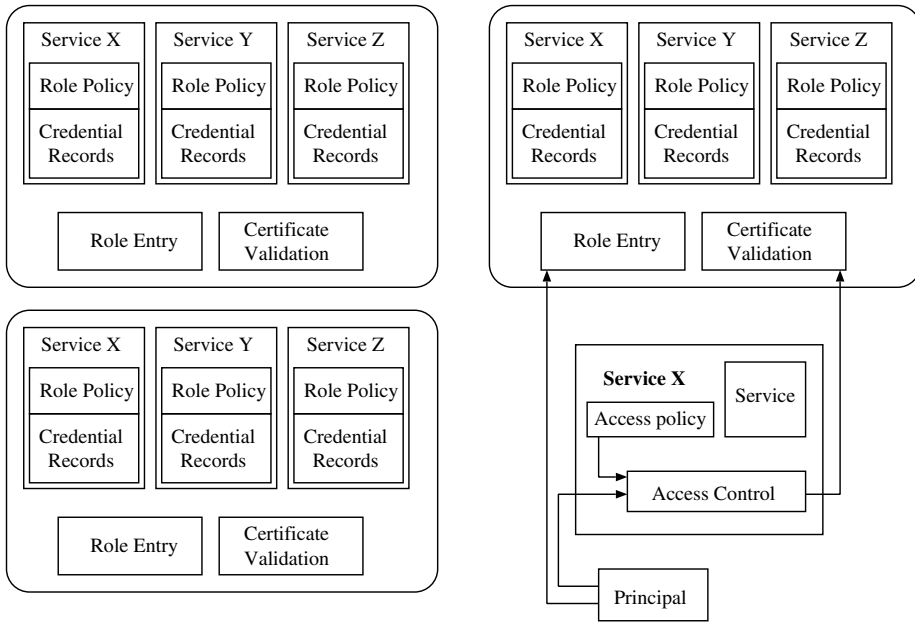 Service X
Role Policy
Credential
Records
Service Y
Role Policy
Credential
Records
Service Z
Role Policy
Credential
Records
Role Entry
Certificate
Validation
Service X
Role Policy
Credential
Records
Service Y
Role Policy
Credential
Records
Service Z
Role Policy
Credential
Records
Role Entry
Certificate
Validation
Service X
Role Policy
Credential
Records
Service Y
Role Policy
Credential
Records
Service Z
Role Policy
Credential
Records
Role Entry
Certificate
Validation
Service X
Access policy
Service
Access Control
Principal